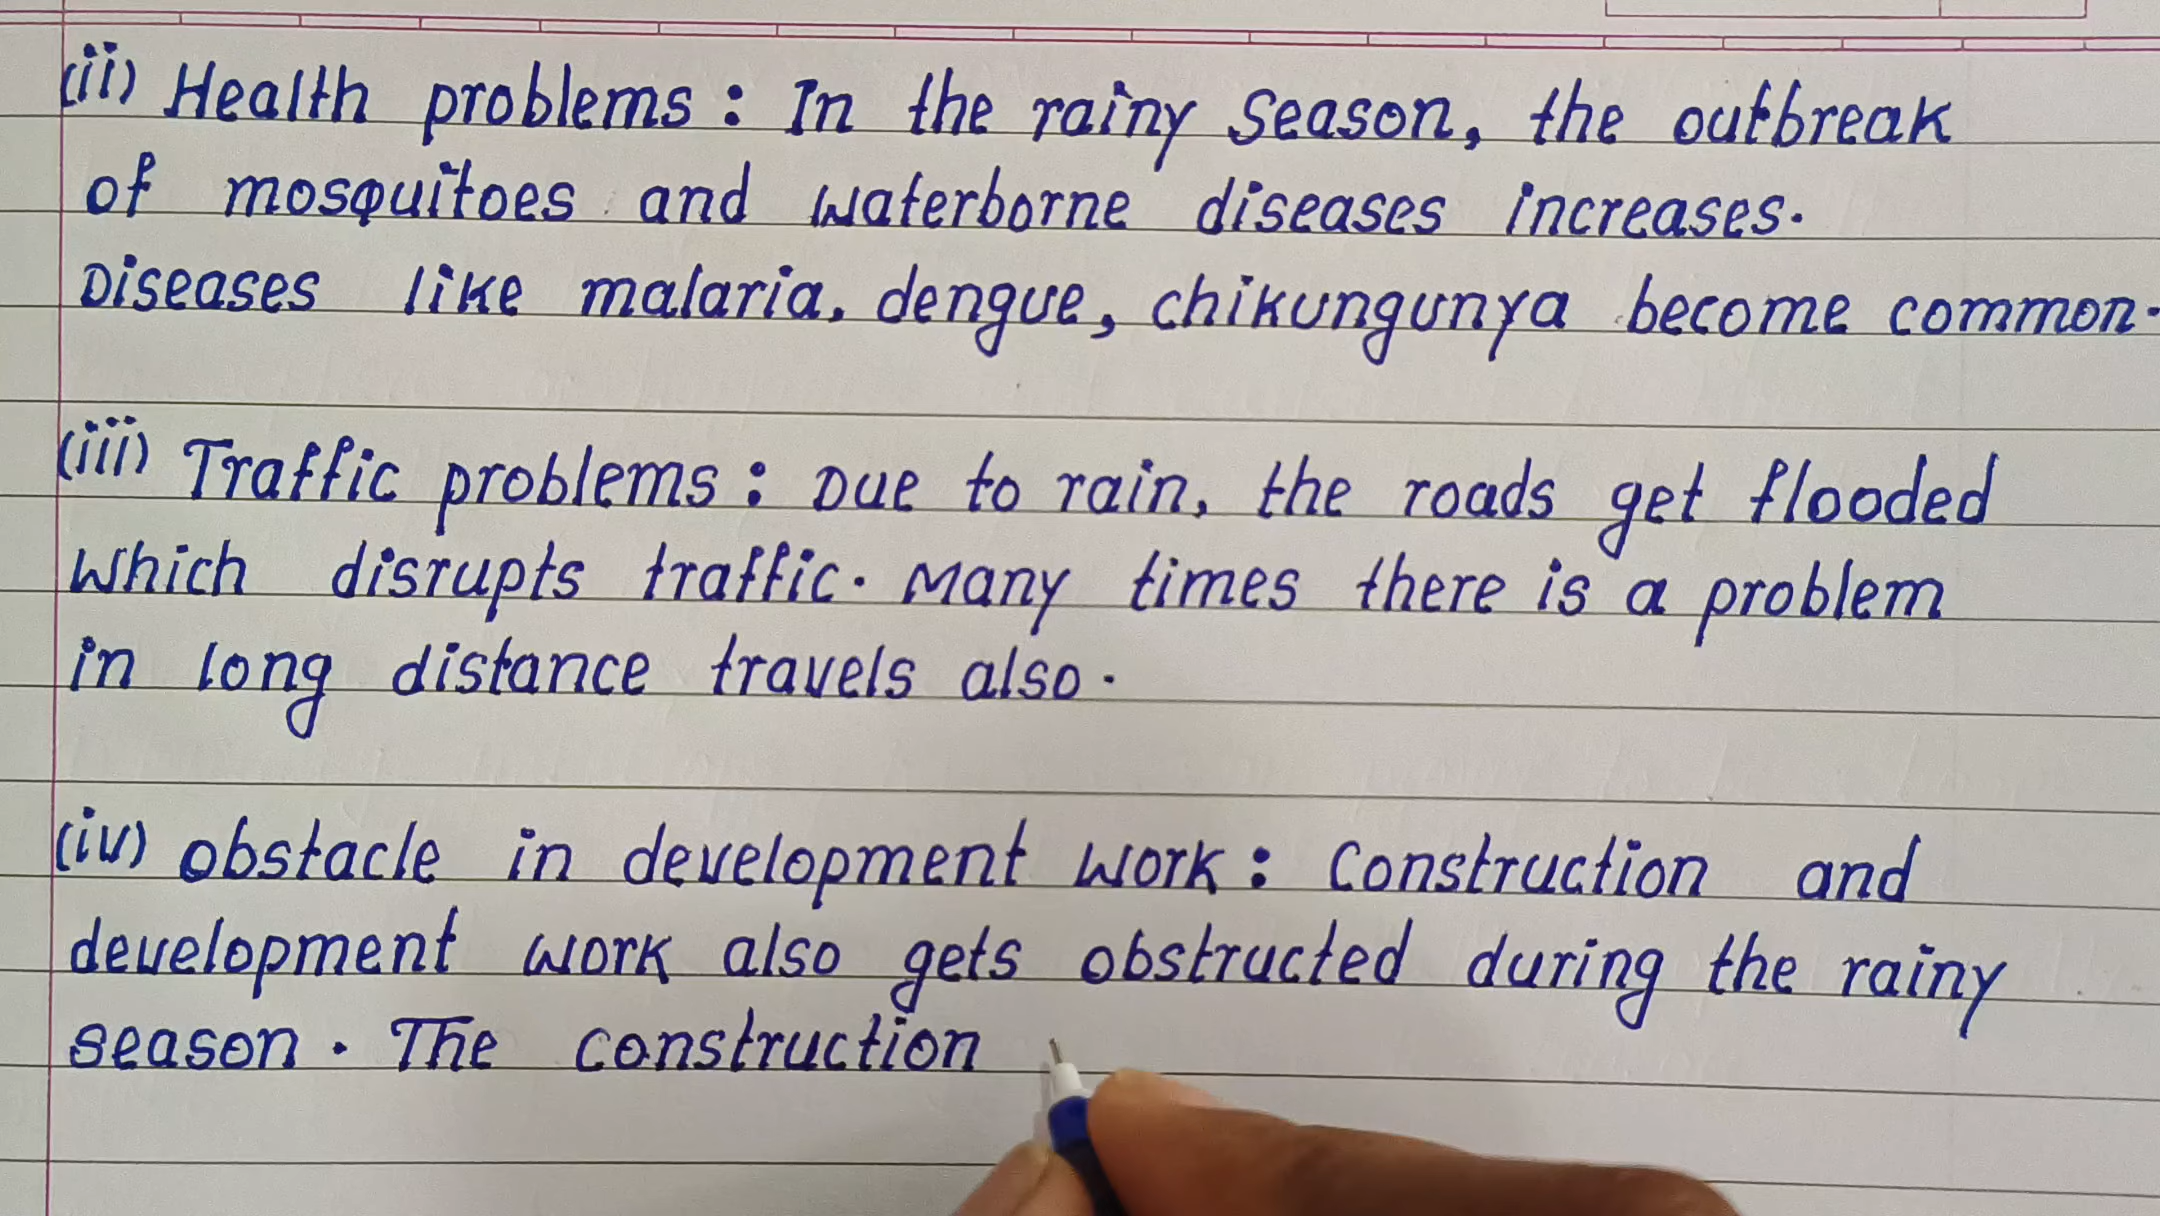 (ii) Health problems : In the rainy season, the outbreak
of mosquitoes and waterborne diseases increases.
Diseases like malaria, dengue, chikungunya become common.
(iii) Traffic problems : Due to rain, the roads get flooded
which disrupts traffic. Many times there is a problem
in long distance travels also.
(iv) Obstacle in development work : Construction and
development work also gets obstructed during the rainy
season. The construction